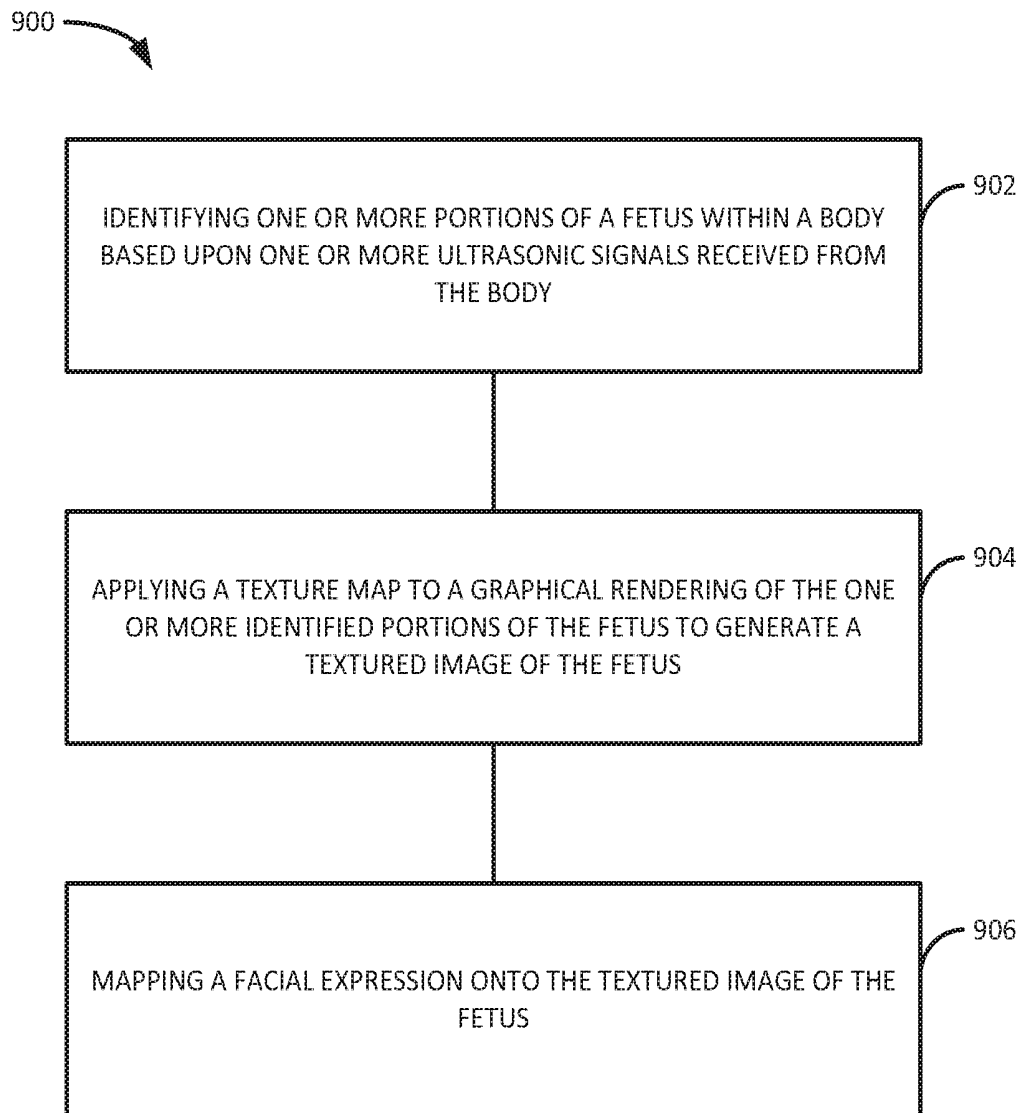 900
902
IDENTIFYING ONE OR MORE PORTIONS OF A FETUS WITHIN A BODY
BASED UPON ONE OR MORE ULTRASONIC SIGNALS RECEIVED FROM
THE BODY
904
APPLYING A TEXTURE MAP TO A GRAPHICAL RENDERING OF THE ONE
OR MORE IDENTIFIED PORTIONS OF THE FETUS TO GENERATE A
TEXTURED IMAGE OF THE FETUS
906
MAPPING A FACIAL EXPRESSION ONTO THE TEXTURED IMAGE OF THE
FETUS